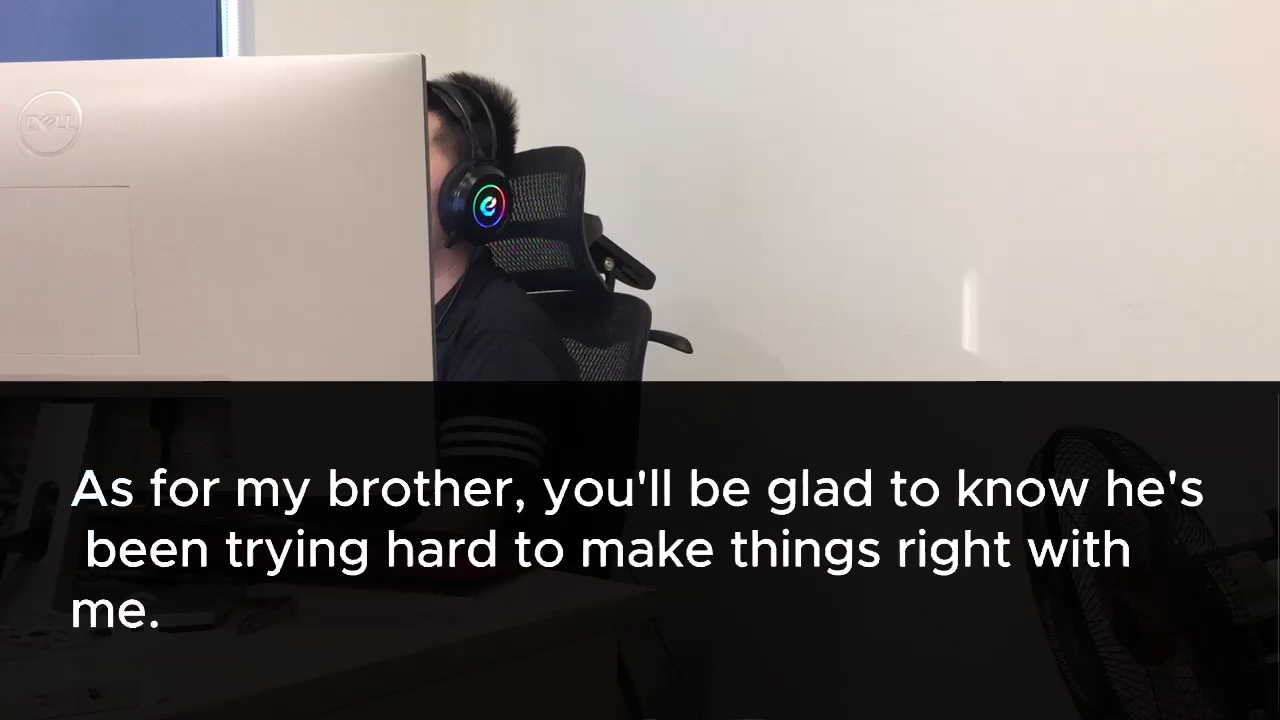 DELL
As for my brother, you'll be glad to know he's
been trying hard to make things right with
me.